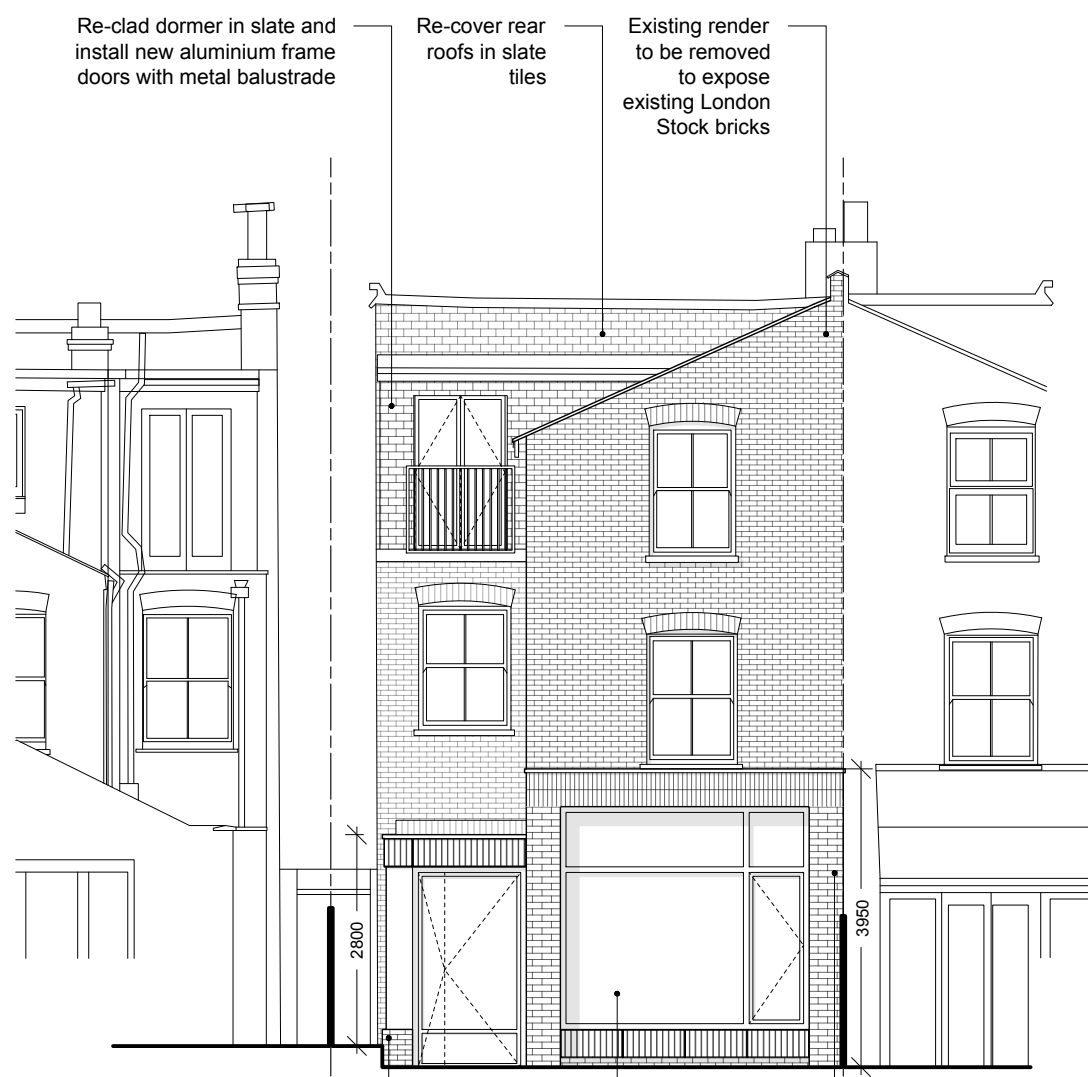 Re-clad dormer in slate and
install new aluminium frame
doors with metal balustrade
Re-cover rear
roofs in slate
tiles
Existing render
to be removed
to expose
existing London
Stock bricks
2800
3950